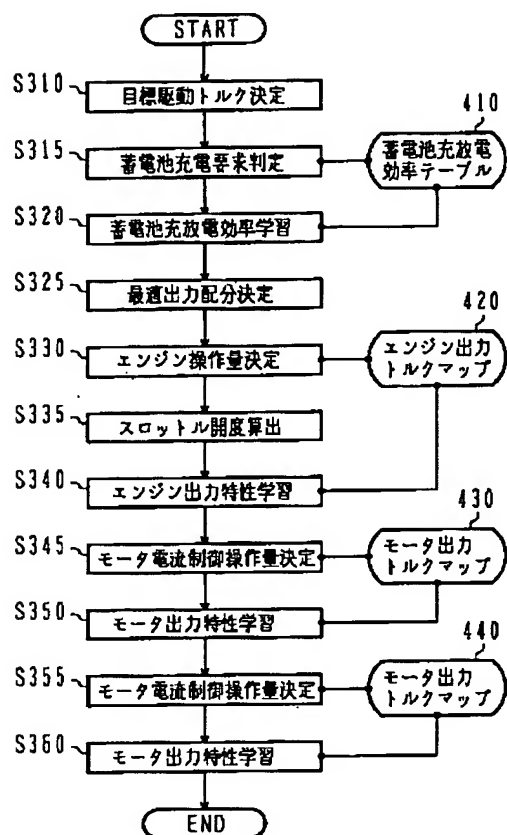 START
S310
目標駆動トルク決定
410
S315
蓄電池充電要求判定
蓄電池充放電
効率テーブル
S320
蓄電池充放電効率学習
S325
最適出力配分決定
420
S330
エンジン操作量決定
エンジン出力
トルクマップ
S335
スロットル開度算出
S340
エンジン出力特性学習
430
S345
モータ電流制御操作量決定
モータ出力
トルクマップ
S350
モータ出力特性学習
440
S355
モータ電流制御操作量決定
モータ出力
トルクマップ
S360
モータ出力特性学習
END